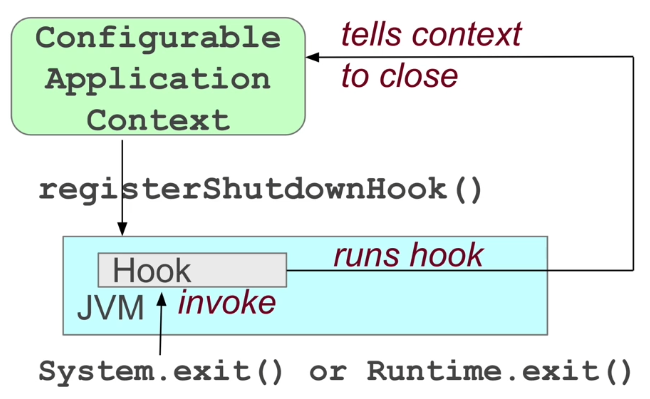 Configurable
Application
Context
tells context
to close
registerShutdownHook()
runs hook
Hook
JVM
invoke
System.exit() or Runtime.exit()